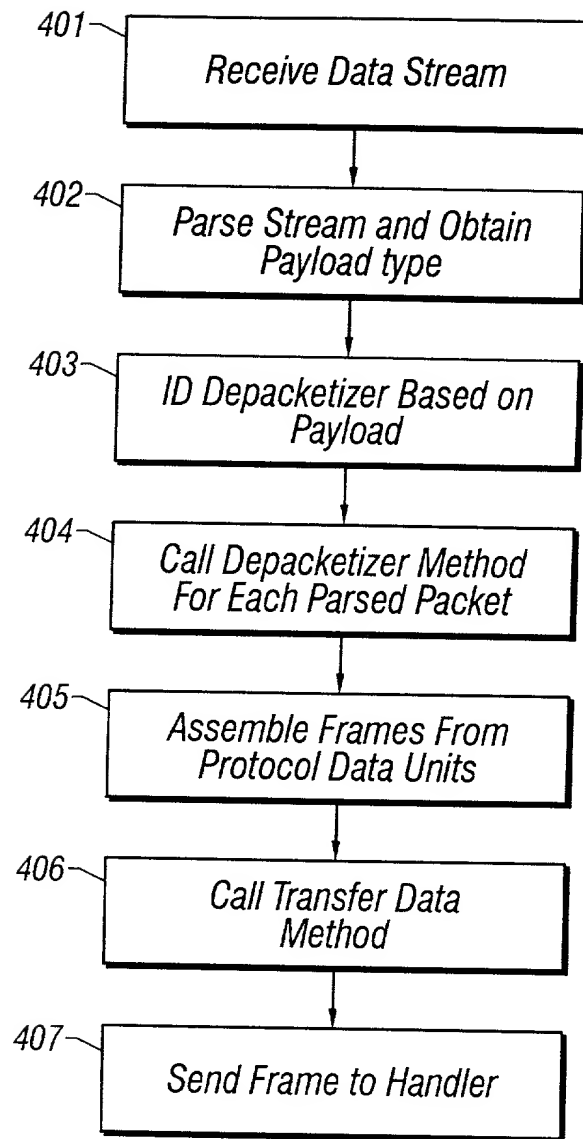 401
Receive Data Stream
402
Parse Stream and Obtain
Payload type
403
ID Depacketizer Based on
Payload
404
Call Depacketizer Method
For Each Parsed Packet
405
Assemble Frames From
Protocol Data Units
406
Call Transfer Data
Method
407
Send Frame to Handler